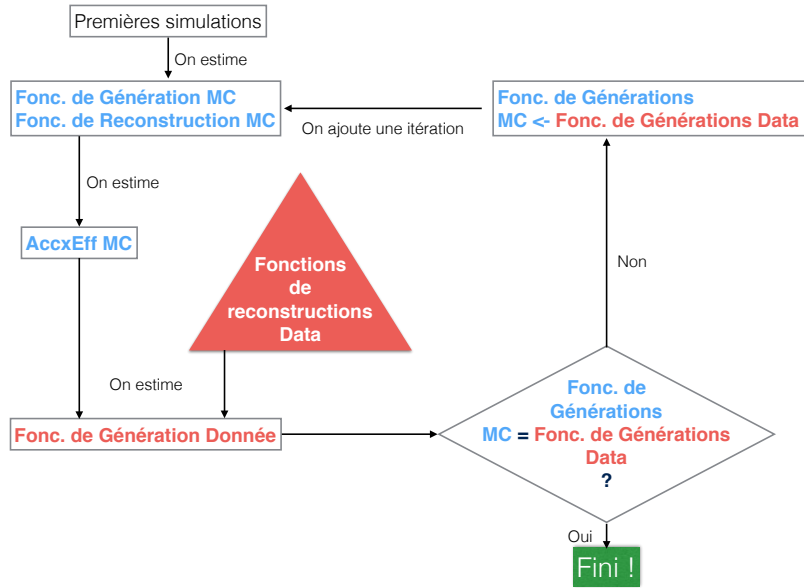 Premières simulations
On estime
Fonc. de Génération MC
Fonc. de Reconstruction MC
On ajoute une itération
Fonc. de Générations
MC <- Fonc. de Générations Data
On estime
AccxEff MC
Fonctions
de
reconstructions
Data
Non
On estime
Fonc. de Génération Donnée
Fonc. de
Générations
MC = Fonc. de Générations
Data
?
Oui
Fini !